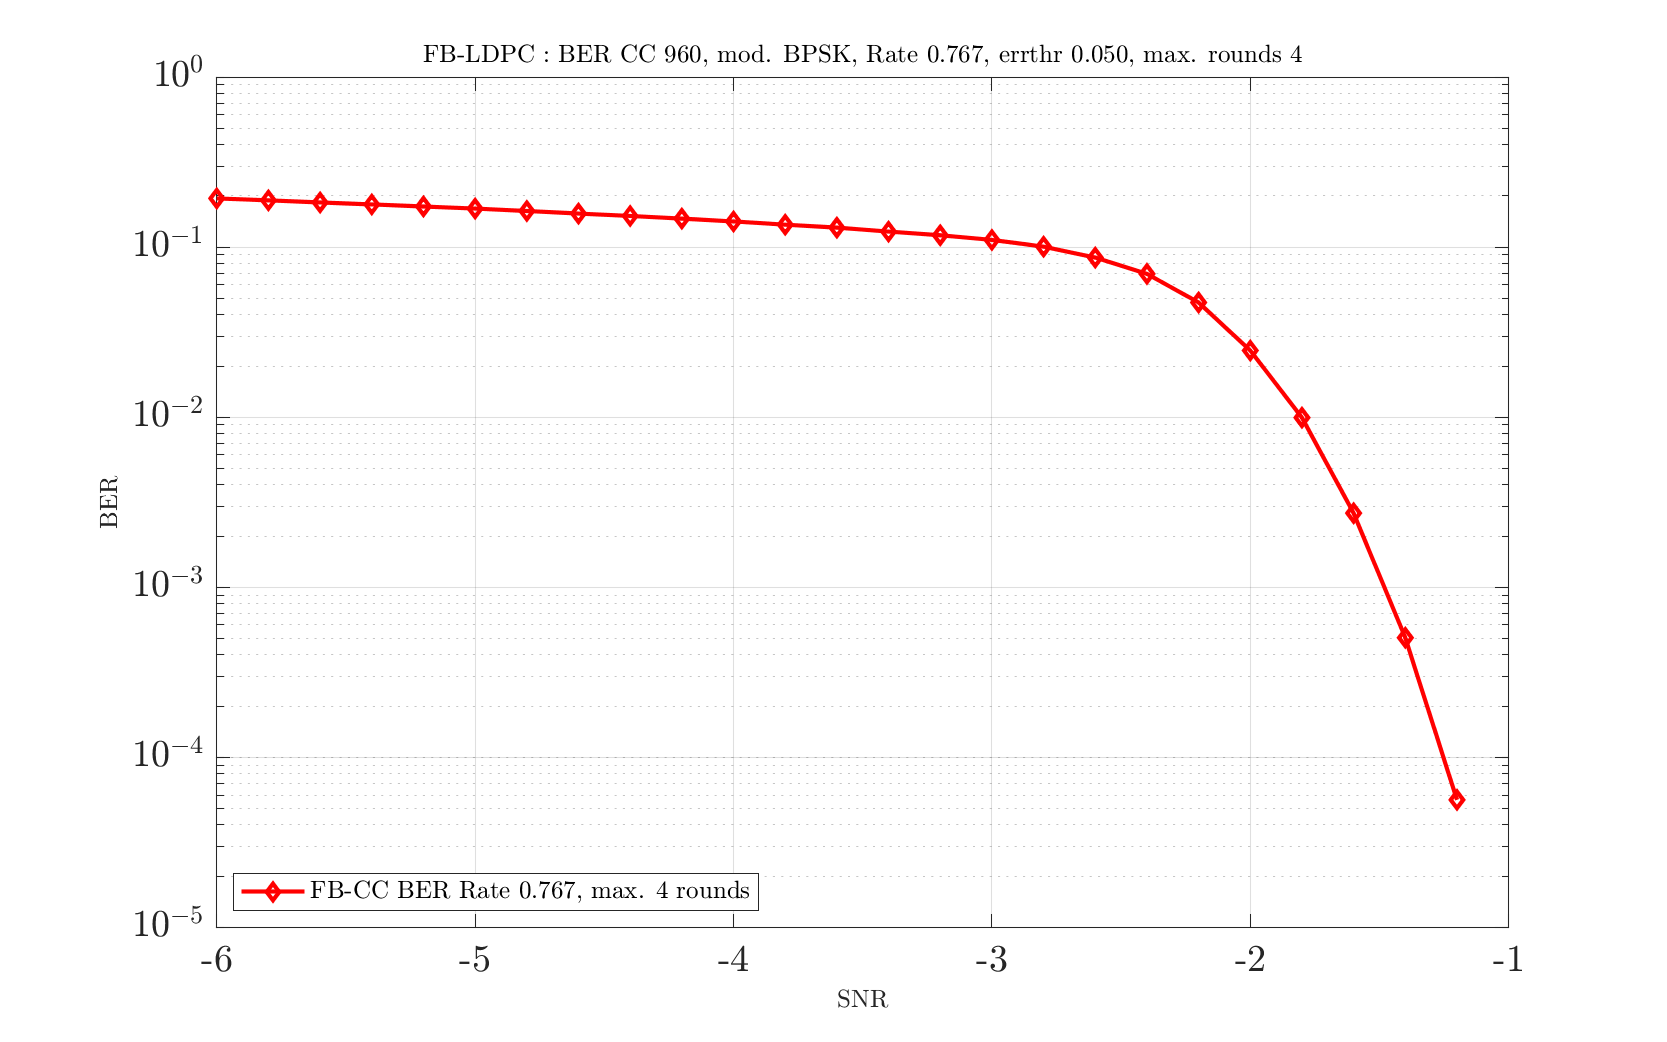 FB-LDPC : BER CC 960, mod. BPSK, Rate 0.767, errthr 0.050, max. rounds 4
10^0
10^-1
10^-2
10^-3
10^-4
10^-5
BER
FB-CC BER Rate 0.767, max. 4 rounds
-6 -5 -4 -3 -2 -1
SNR